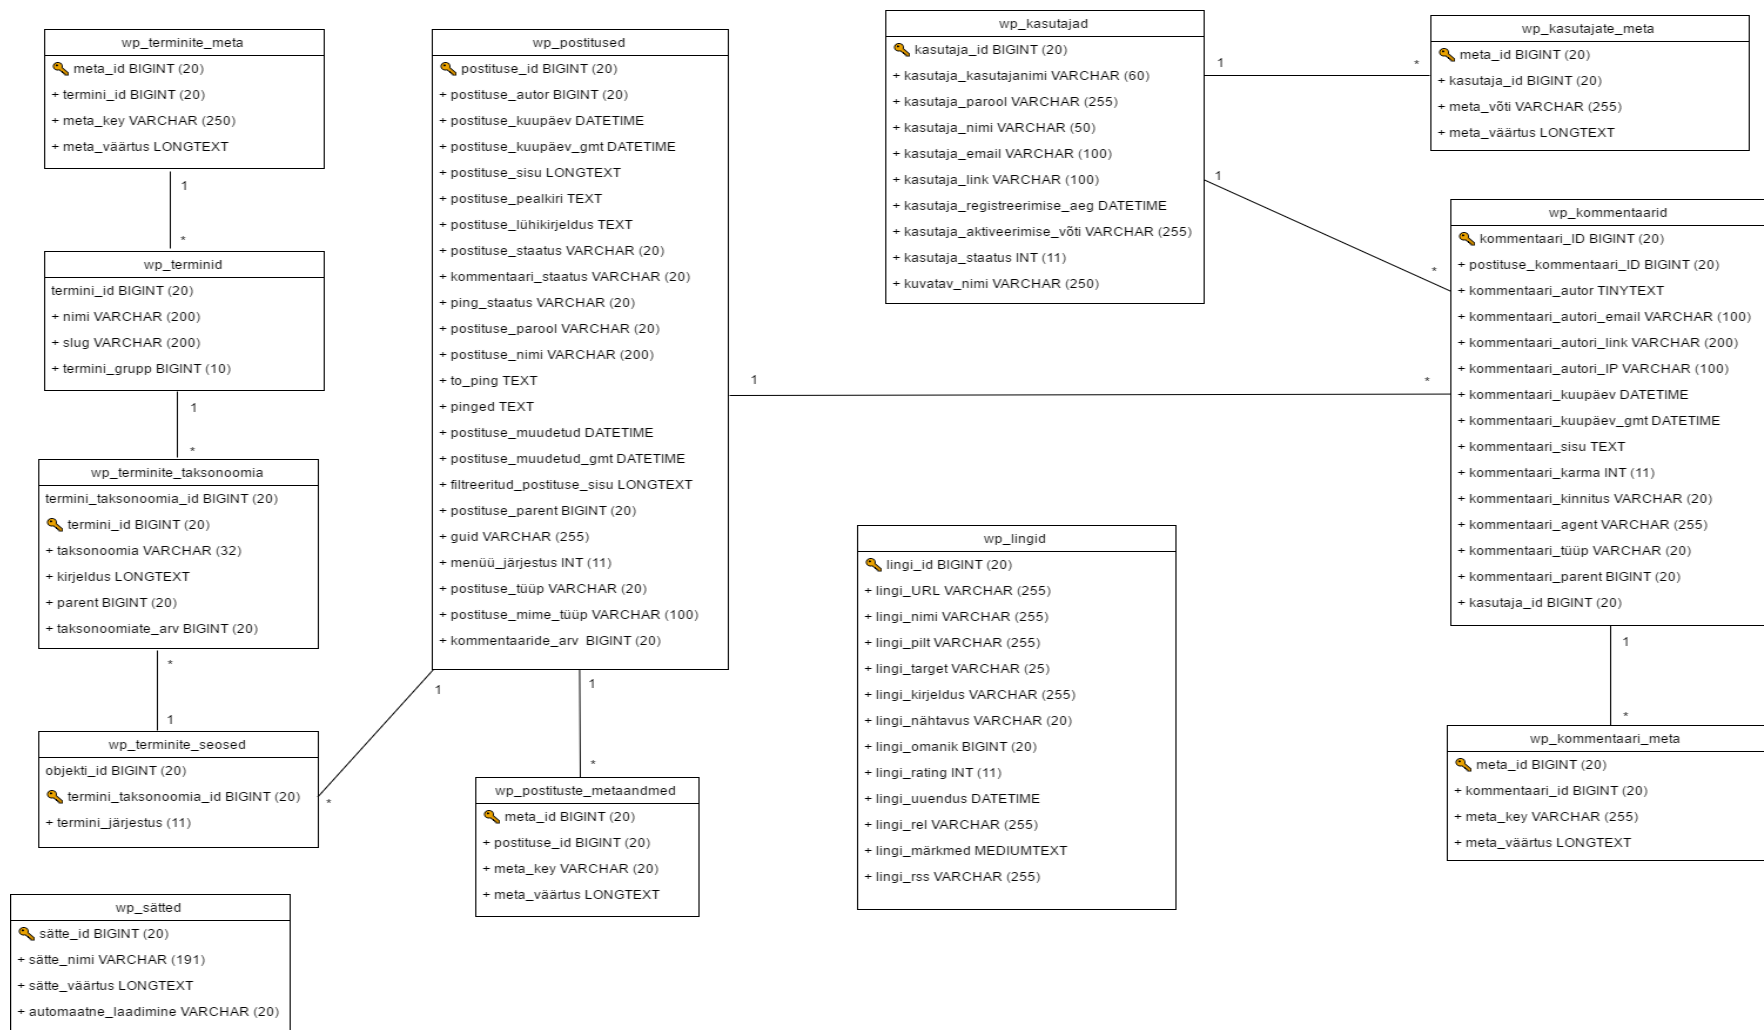 wp_terminite_meta
meta_id BIGINT (20)
+ termini_id BIGINT (20)
+ meta_key VARCHAR (250)
+ meta_väärtus LONGTEXT
1
*
wp_terminid
termini_id BIGINT (20)
+ nimi VARCHAR (200)
+ slug VARCHAR (200)
+ termini_grupp BIGINT (10)
1
*
wp_terminite_taksonoomia
termini_taksonoomia_id BIGINT (20)
termini_id BIGINT (20)
+ taksonoomia VARCHAR (32)
+ kirjeldus LONGTEXT
+ parent BIGINT (20)
+ taksonoomiate_arv BIGINT (20)
*
1
wp_terminite_seosed
objekti_id BIGINT (20)
termini_taksonoomia_id BIGINT (20)
+ termini_järjestus (11)
wp_sätted
sätte_id BIGINT (20)
+ sätte_nimi VARCHAR (191)
+ sätte_väärtus LONGTEXT
+ automaatne_laadimine VARCHAR (20)
wp_postitused
postituse_id BIGINT (20)
+ postituse_autor BIGINT (20)
+ postituse_kuupäev DATETIME
+ postituse_kuupäev_gmt DATETIME
+ postituse_sisu LONGTEXT
+ postituse_pealkiri TEXT
+ postituse_lühikirjeldus TEXT
+ postituse_staatus VARCHAR (20)
+ kommentaari_staatus VARCHAR (20)
+ ping_staatus VARCHAR (20)
+ postituse_parool VARCHAR (20)
+ postituse_nimi VARCHAR (200)
+ to_ping TEXT
+ pinged TEXT
+ postituse_muudetud DATETIME
+ postituse_muudetud_gmt DATETIME
+ filtreeritud_postituse_sisu LONGTEXT
+ postituse_parent BIGINT (20)
+ guid VARCHAR (255)
+ menüü_järjestus INT (11)
+ postituse_tüüp VARCHAR (20)
+ postituse_mime_tüüp VARCHAR (100)
+ kommentaaride_arv BIGINT (20)
1
*
1
*
wp_postituste_metaandmed
meta_id BIGINT (20)
+ postituse_id BIGINT (20)
+ meta_key VARCHAR (20)
+ meta_väärtus LONGTEXT
1
*
wp_kasutajad
kasutaja_id BIGINT (20)
+ kasutaja_kasutajanimi VARCHAR (60)
+ kasutaja_parool VARCHAR (255)
+ kasutaja_nimi VARCHAR (50)
+ kasutaja_email VARCHAR (100)
+ kasutaja_link VARCHAR (100)
+ kasutaja_registreerimise_aeg DATETIME
+ kasutaja_aktiveerimise_võti VARCHAR (255)
+ kasutaja_staatus INT (11)
+ kuvatav_nimi VARCHAR (250)
1
*
1
*
wp_lingid
lingi_id BIGINT (20)
+ lingi_URL VARCHAR (255)
+ lingi_nimi VARCHAR (255)
+ lingi_pilt VARCHAR (255)
+ lingi_target VARCHAR (25)
+ lingi_kirjeldus VARCHAR (255)
+ lingi_nähtavus VARCHAR (20)
+ lingi_omanik BIGINT (20)
+ lingi_rating INT (11)
+ lingi_uuendus DATETIME
+ lingi_rel VARCHAR (255)
+ lingi_märkmed MEDIUMTEXT
+ lingi_rss VARCHAR (255)
wp_kasutajate_meta
meta_id BIGINT (20)
+ kasutaja_id BIGINT (20)
+ meta_võti VARCHAR (255)
+ meta_väärtus LONGTEXT
wp_kommentaarid
kommentaari_ID BIGINT (20)
+ postituse_kommentaari_ID BIGINT (20)
+ kommentaari_autor TINYTEXT
+ kommentaari_autori_email VARCHAR (100)
+ kommentaari_autori_link VARCHAR (200)
+ kommentaari_autori_IP VARCHAR (100)
+ kommentaari_kuupäev DATETIME
+ kommentaari_kuupäev_gmt DATETIME
+ kommentaari_sisu TEXT
+ kommentaari_karma INT (11)
+ kommentaari_kinnitus VARCHAR (20)
+ kommentaari_agent VARCHAR (255)
+ kommentaari_tüüp VARCHAR (20)
+ kommentaari_parent BIGINT (20)
+ kasutaja_id BIGINT (20)
1
*
wp_kommentaari_meta
meta_id BIGINT (20)
+ kommentaari_id BIGINT (20)
+ meta_key VARCHAR (255)
+ meta_väärtus LONGTEXT